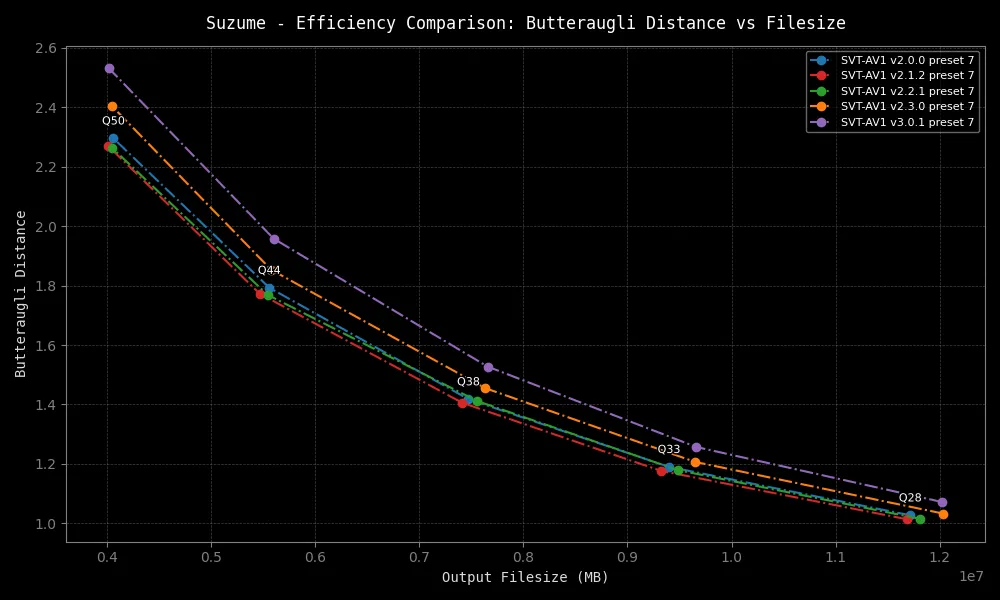 Suzume - Efficiency Comparison: Butteraugli Distance vs Filesize
2.6
2.4
2.2
2.0
1.8
1.6
1.4
1.2
1.0
Butteraugli Distance
SVT-AV1 v2.0.0 preset 7
SVT-AV1 v2.1.2 preset 7
SVT-AV1 v2.2.1 preset 7
SVT-AV1 v2.3.0 preset 7
SVT-AV1 v3.0.1 preset 7
Q50
Q44
Q38
Q33
Q28
0.4 0.5 0.6 0.7 0.8 0.9 1.0 1.1 1.2
1e7
Output Filesize (MB)